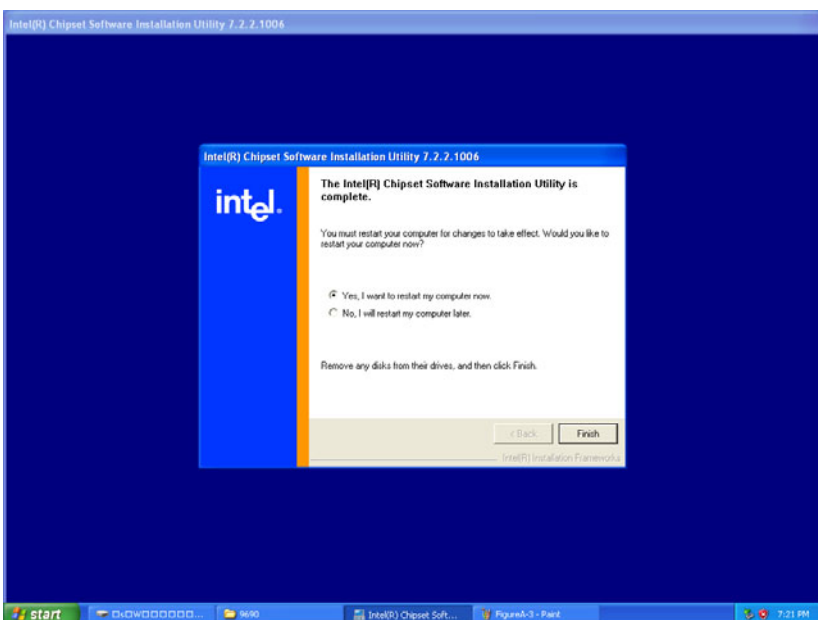 Intel(R) Chipset Software Installation Utility 7.2.2.1006
Intel(R) Chipset Software Installation Utility 7.2.2.1006
intel.
The Intel(R) Chipset Software Installation Utility is
complete.
You must restart your computer for changes to take effect. Would you like to
restart your computer now?
Yes, I want to restart my computer now.
No, I will restart my computer later.
Remove any disks from their drives, and then click Finish.
< Back
Finish
Intel(R) Installation Frameworks
start
9690
Intel(R) Chipset Soft...
FigureA-3 - Paint
7:21 PM